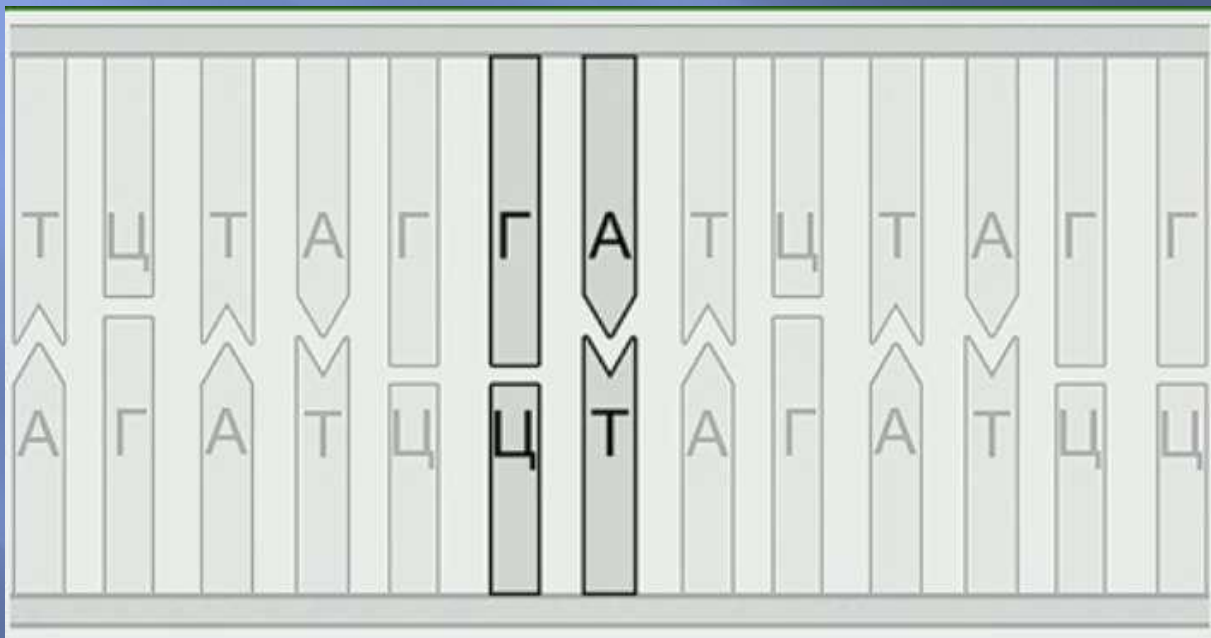 Т Ц Т А Г Г А Т Ц Т А Г Г
А Г А Т Ц Ц Т А Г А Т Ц Ц